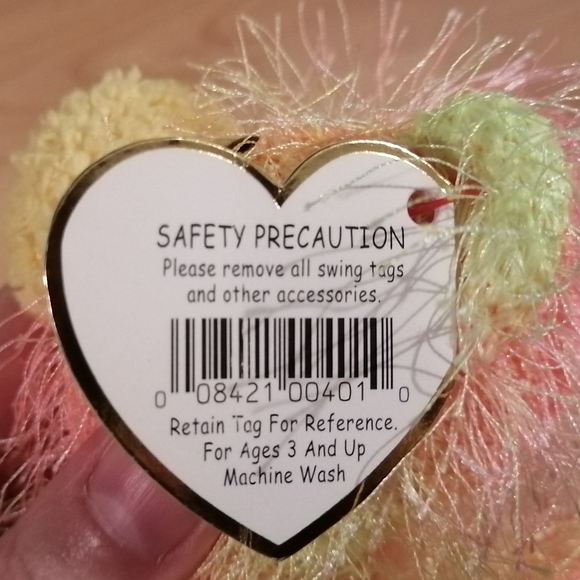 SAFETY PRECAUTION
Please remove all swing tags
and other accessories.
0 08421 00401 0
Retain Tag For Reference.
For Ages 3 And Up
Machine Wash